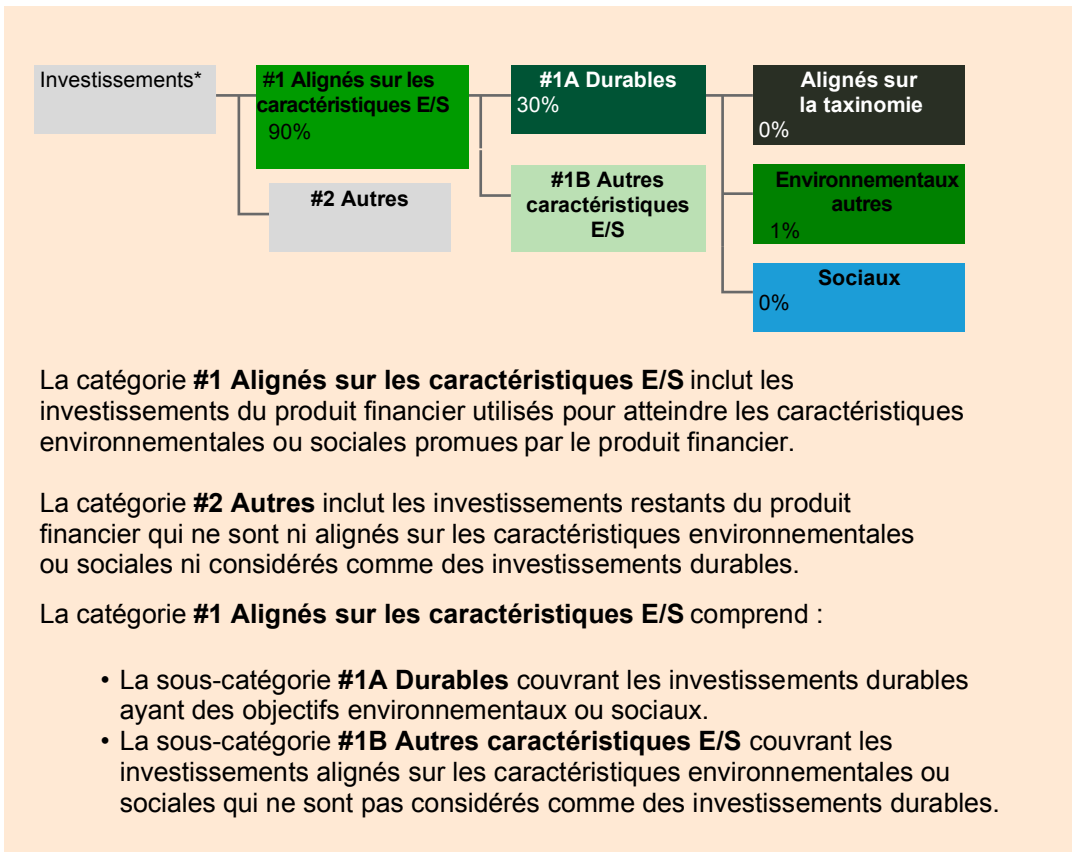 Investissements*
#1 Alignés sur les
caractéristiques E/S
90%
#2 Autres
#1A Durables
30%
#1B Autres
caractéristiques
E/S
Alignés sur
la taxinomie
0%
Environnementaux
autres
1%
Sociaux
0%
La catégorie #1 Alignés sur les caractéristiques E/S inclut les
investissements du produit financier utilisés pour atteindre les caractéristiques
environnementales ou sociales promues par le produit financier.
La catégorie #2 Autres inclut les investissements restants du produit
financier qui ne sont ni alignés sur les caractéristiques environnementales
ou sociales ni considérés comme des investissements durables.
La catégorie #1 Alignés sur les caractéristiques E/S comprend :
• La sous-catégorie #1A Durables couvrant les investissements durables
ayant des objectifs environnementaux ou sociaux.
• La sous-catégorie #1B Autres caractéristiques E/S couvrant les
investissements alignés sur les caractéristiques environnementales ou
sociales qui ne sont pas considérés comme des investissements durables.